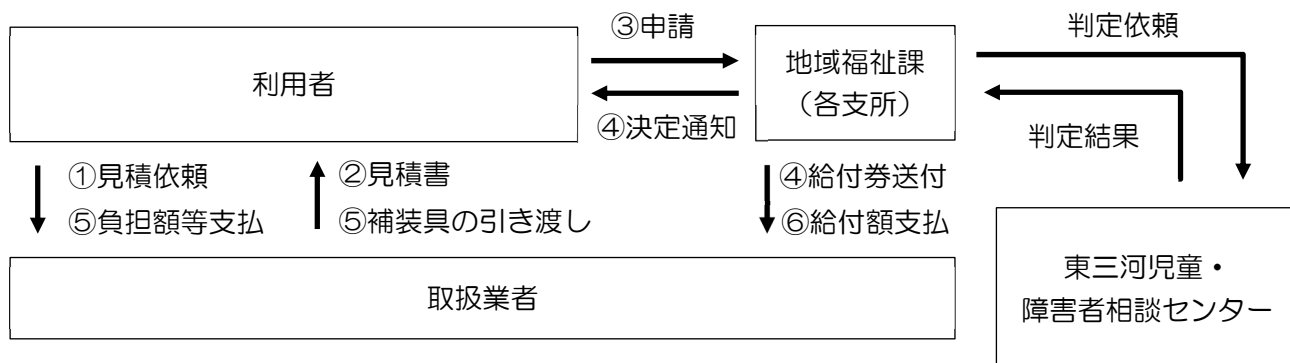 ③申請
判定依頼
利用者
地域福祉課
（各支所）
④決定通知
判定結果
①見積依頼
②見積書
④給付券送付
⑤負担額等支払
⑤補装具の引き渡し
⑥給付額支払
東三河児童・
障害者相談センター
取扱業者